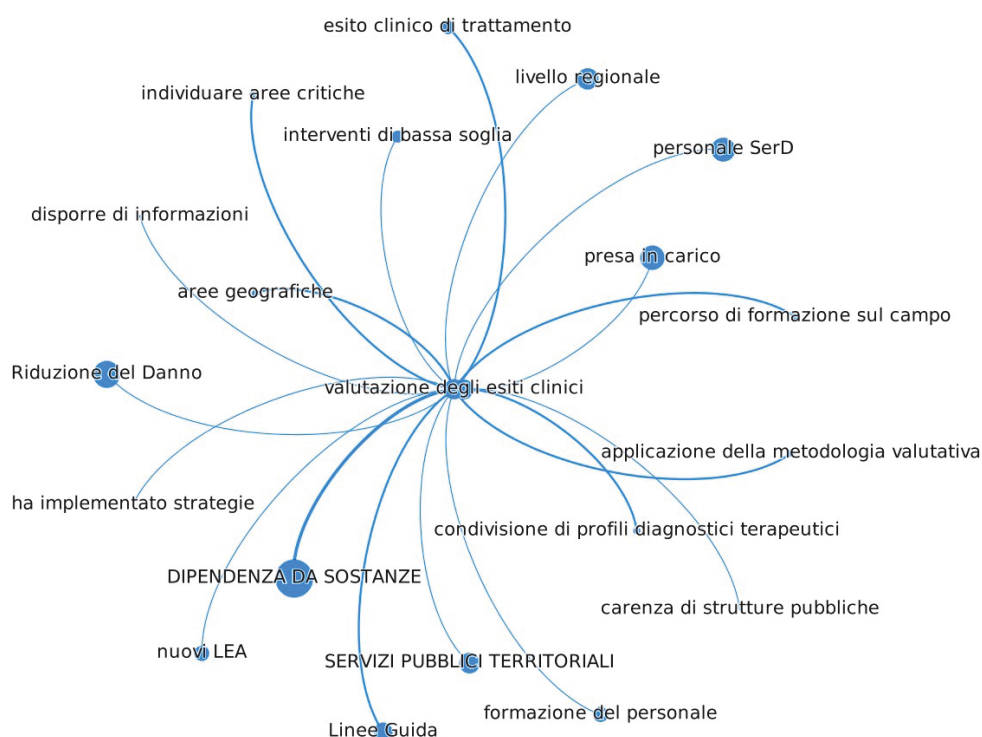 esito clinico di trattamento
livello regionale
individuare aree critiche
interventi di bassa soglia
personale SerD
disporre di informazioni
presa in carico
aree geografiche
percorso di formazione sul campo
Riduzione del Danno
valutazione degli esiti clinici
applicazione della metodologia valutativa
ha implementato strategie
condivisione di profili diagnostici terapeutici
DIPENDENZA DA SOSTANZE
carenza di strutture pubbliche
nuovi LEA
SERVIZI PUBBLICI TERRITORIALI
formazione del personale
Linee Guida